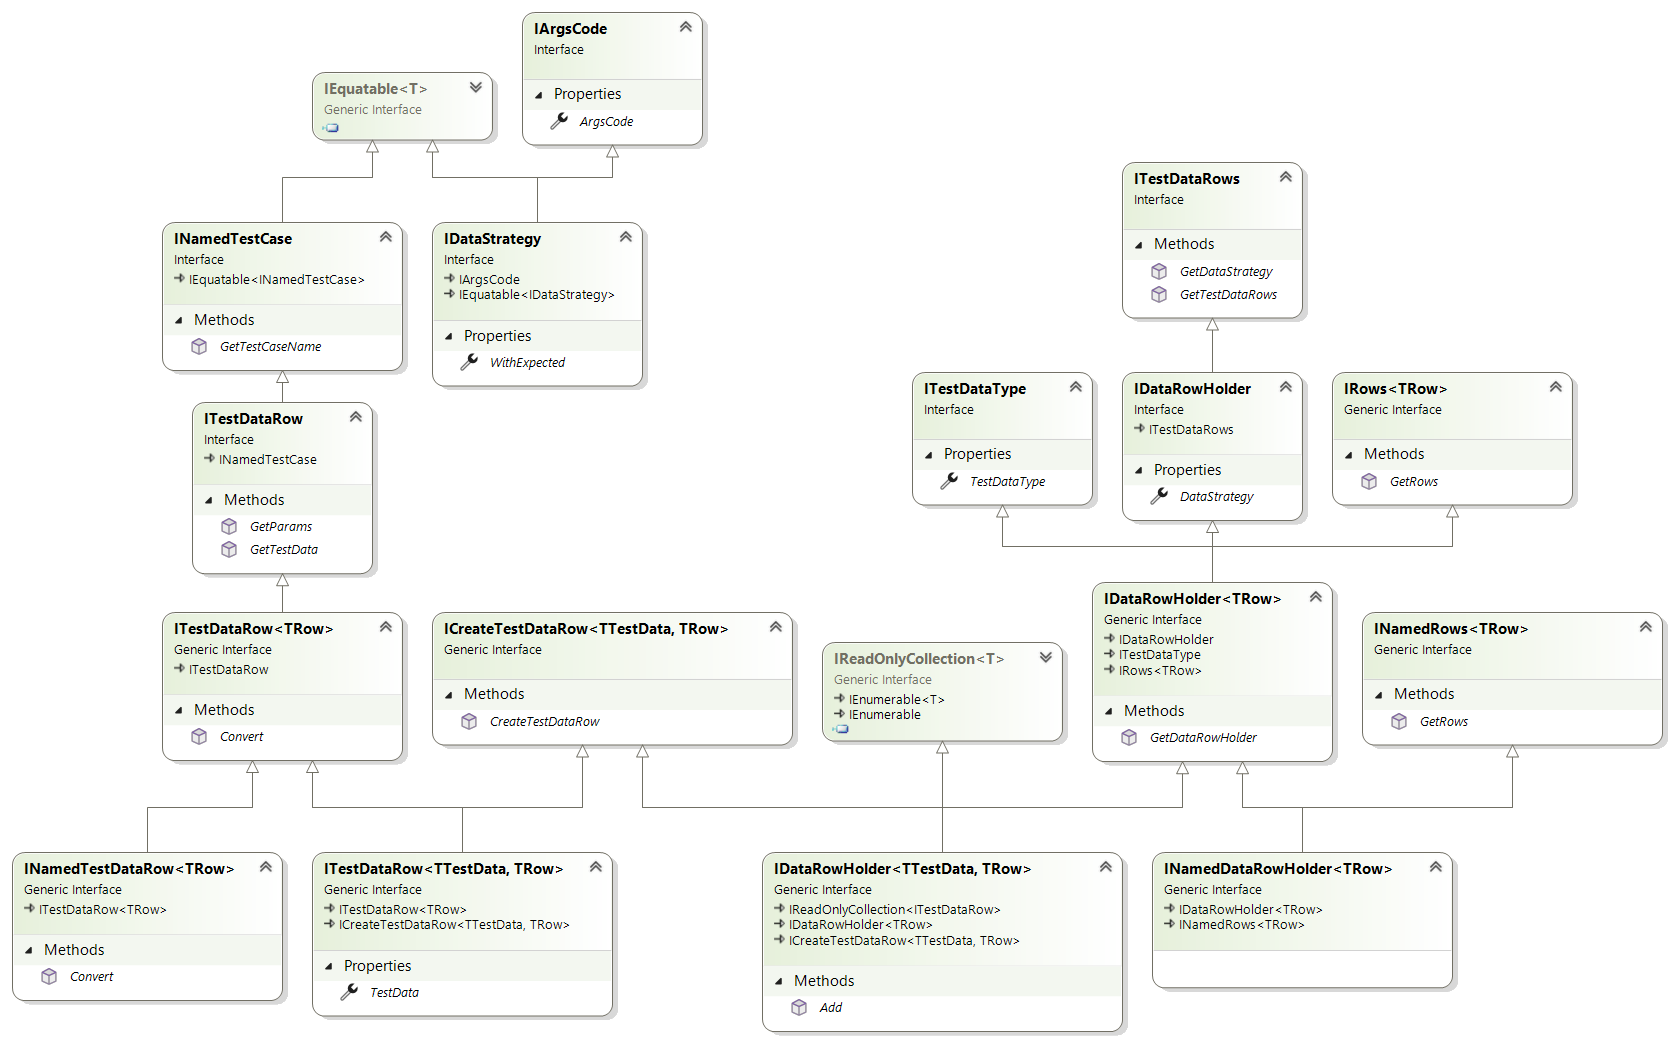 IArgsCode
Interface
Properties
ArgsCode
IEquatable<T>
Generic Interface
ITestDataRows
Interface
Methods
GetDataStrategy
GetTestDataRows
INamedTestCase
Interface
IEquatable<INamedTestCase>
Methods
GetTestCaseName
IDataStrategy
Interface
IArgsCode
IEquatable<IDataStrategy>
Properties
WithExpected
ITestDataType
Interface
Properties
TestDataType
IDataRowHolder
Interface
ITestDataRows
Properties
DataStrategy
IRows<TRow>
Generic Interface
Methods
GetRows
ITestDataRow
Interface
INamedTestCase
Methods
GetParams
GetTestData
ITestDataRow<TRow>
Generic Interface
ITestDataRow
Methods
Convert
ICreateTestDataRow<TTestData, TRow>
Generic Interface
Methods
CreateTestDataRow
IReadOnlyCollection<T>
Generic Interface
IEnumerable<T>
IEnumerable
IDataRowHolder<TRow>
Generic Interface
IDataRowHolder
ITestDataType
IRows<TRow>
Methods
GetDataRowHolder
INamedRows<TRow>
Generic Interface
Methods
GetRows
INamedTestDataRow<TRow>
Generic Interface
ITestDataRow<TRow>
Methods
Convert
ITestDataRow<TTestData, TRow>
Generic Interface
ITestDataRow<TRow>
ICreateTestDataRow<TTestData, TRow>
Properties
TestData
IDataRowHolder<TTestData, TRow>
Generic Interface
IReadOnlyCollection<ITestDataRow>
IDataRowHolder<TRow>
ICreateTestDataRow<TTestData, TRow>
Methods
Add
INamedDataRowHolder<TRow>
Generic Interface
IDataRowHolder<TRow>
INamedRows<TRow>